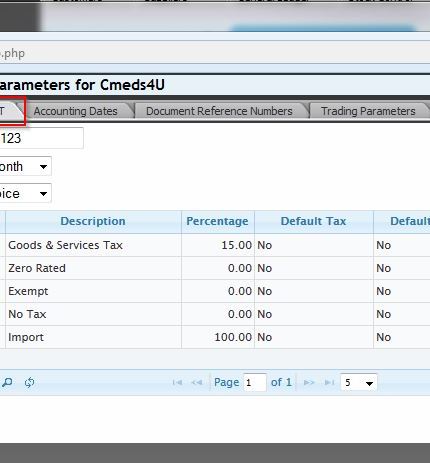 .php
arameters for Cmeds4U
T Accounting Dates Document Reference Numbers Trading Parameters
123
onth
oice
Description Percentage Default Tax Default
Goods & Services Tax 15.00 No No
Zero Rated 0.00 No No
Exempt 0.00 No No
No Tax 0.00 No No
Import 100.00 No No
Page 1 of 1 5